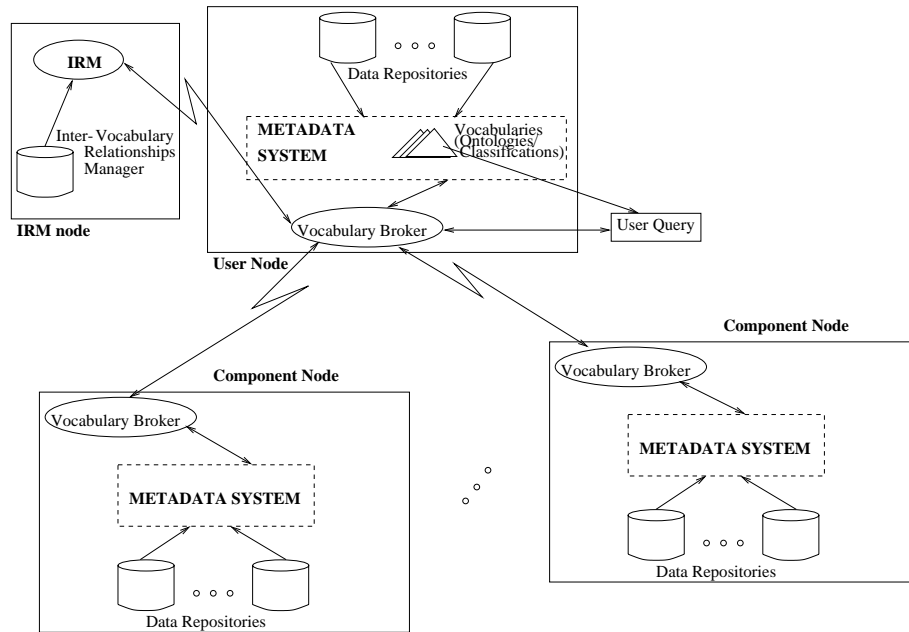 IRM
Inter-Vocabulary
Relationships
Manager
IRM node
Data Repositories
METADATA
SYSTEM
Vocabularies
(Ontologies/
Classifications)
Vocabulary Broker
User Node
User Query
Component Node
Vocabulary Broker
METADATA SYSTEM
Data Repositories
Component Node
Vocabulary Broker
METADATA SYSTEM
Data Repositories